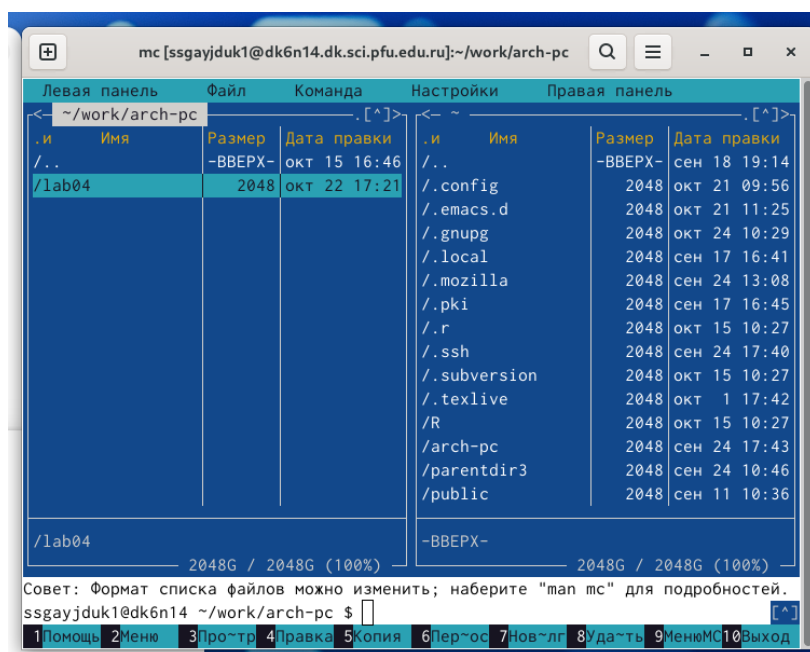 mc [ssgayjduk1@dk6n14.dk.sci.pfu.edu.ru]:~/work/arch-pc
Левая панель Файл Команда Настройки Правая панель
<— ~/work/arch-pc .[^]> <— ~ .[^]>
.и Имя Размер Дата правки .и Имя Размер Дата правки
/.. -ВВЕРХ- окт 15 16:46 /.. -ВВЕРХ- сен 18 19:14
/lab04 2048 окт 22 17:21 /.config 2048 окт 21 09:56
/.emacs.d 2048 окт 21 11:25
/.gnupg 2048 окт 24 10:29
/.local 2048 сен 17 16:41
/.mozilla 2048 сен 24 13:08
/.pki 2048 сен 17 16:45
/.r 2048 окт 15 10:27
/.ssh 2048 сен 24 17:40
/.subversion 2048 окт 15 10:27
/.texlive 2048 окт 1 17:42
/R 2048 окт 15 10:27
/arch-pc 2048 сен 24 17:43
/parentdir3 2048 сен 24 10:46
/public 2048 сен 11 10:36
/lab04 -ВВЕРХ-
2048G / 2048G (100%) 2048G / 2048G (100%)
Совет: Формат списка файлов можно изменить; наберите "man mc" для подробностей.
ssgayjduk1@dk6n14 ~/work/arch-pc $ [^]
1Помощь 2Меню 3Про~тр 4Правка 5Копия 6Пер~ос 7Нов~лг 8Уда~ть 9МенюМС 10Выход